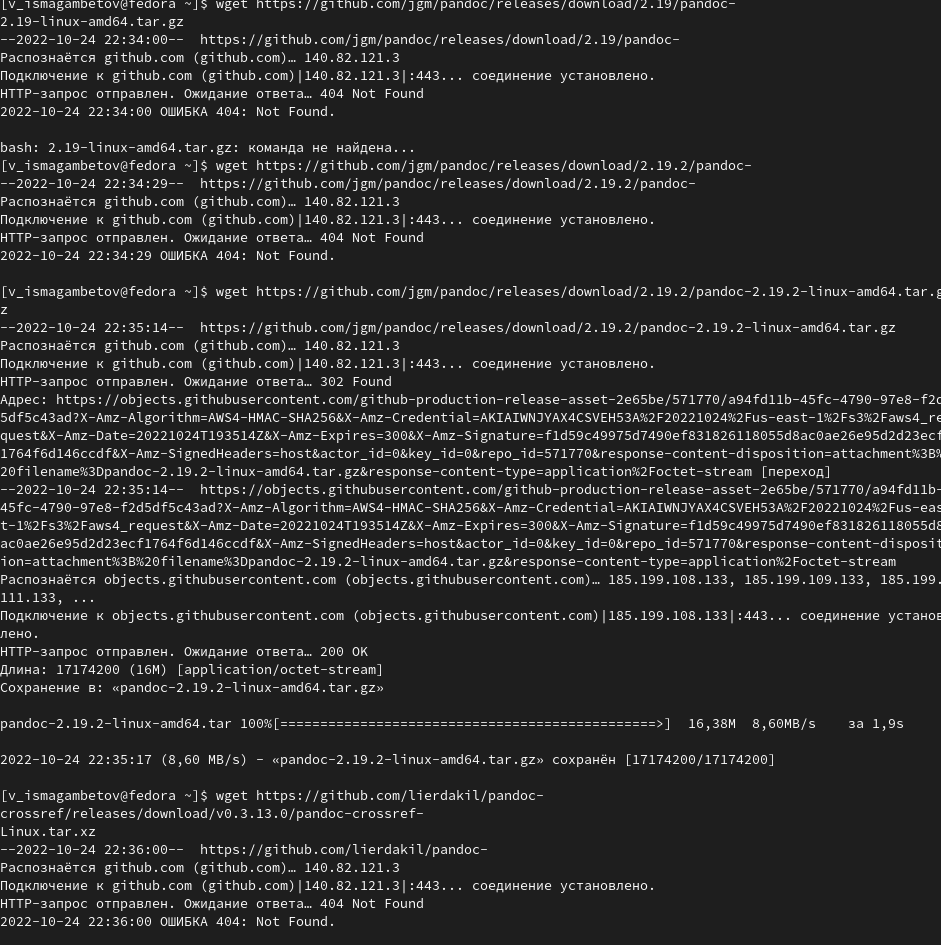 [v_ismagambetov@fedora ~]$ wget https://github.com/jgm/pandoc/releases/download/2.19/pandoc-
2.19-linux-amd64.tar.gz
--2022-10-24 22:34:00--  https://github.com/jgm/pandoc/releases/download/2.19/pandoc-
Распознаётся github.com (github.com)… 140.82.121.3
Подключение к github.com (github.com)|140.82.121.3|:443... соединение установлено.
HTTP-запрос отправлен. Ожидание ответа… 404 Not Found
2022-10-24 22:34:00 ОШИБКА 404: Not Found.

bash: 2.19-linux-amd64.tar.gz: команда не найдена...
[v_ismagambetov@fedora ~]$ wget https://github.com/jgm/pandoc/releases/download/2.19.2/pandoc-
--2022-10-24 22:34:29--  https://github.com/jgm/pandoc/releases/download/2.19.2/pandoc-
Распознаётся github.com (github.com)… 140.82.121.3
Подключение к github.com (github.com)|140.82.121.3|:443... соединение установлено.
HTTP-запрос отправлен. Ожидание ответа… 404 Not Found
2022-10-24 22:34:29 ОШИБКА 404: Not Found.

[v_ismagambetov@fedora ~]$ wget https://github.com/jgm/pandoc/releases/download/2.19.2/pandoc-2.19.2-linux-amd64.tar.g
z
--2022-10-24 22:35:14--  https://github.com/jgm/pandoc/releases/download/2.19.2/pandoc-2.19.2-linux-amd64.tar.gz
Распознаётся github.com (github.com)… 140.82.121.3
Подключение к github.com (github.com)|140.82.121.3|:443... соединение установлено.
HTTP-запрос отправлен. Ожидание ответа… 302 Found
Адрес: https://objects.githubusercontent.com/github-production-release-asset-2e65be/571770/a94fd11b-45fc-4790-97e8-f2d
5df5c43ad?X-Amz-Algorithm=AWS4-HMAC-SHA256&X-Amz-Credential=AKIAIWNJYAX4CSVEH53A%2F20221024%2Fus-east-1%2Fs3%2Faws4_re
quest&X-Amz-Date=20221024T193514Z&X-Amz-Expires=300&X-Amz-Signature=f1d59c49975d7490ef831826118055d8ac0ae26e95d2d23ecf
1764f6d146ccdf&X-Amz-SignedHeaders=host&actor_id=0&key_id=0&repo_id=571770&response-content-disposition=attachment%3B%
20filename%3Dpandoc-2.19.2-linux-amd64.tar.gz&response-content-type=application%2Foctet-stream [переход]
--2022-10-24 22:35:14--  https://objects.githubusercontent.com/github-production-release-asset-2e65be/571770/a94fd11b-
45fc-4790-97e8-f2d5df5c43ad?X-Amz-Algorithm=AWS4-HMAC-SHA256&X-Amz-Credential=AKIAIWNJYAX4CSVEH53A%2F20221024%2Fus-eas
t-1%2Fs3%2Faws4_request&X-Amz-Date=20221024T193514Z&X-Amz-Expires=300&X-Amz-Signature=f1d59c49975d7490ef831826118055d8
ac0ae26e95d2d23ecf1764f6d146ccdf&X-Amz-SignedHeaders=host&actor_id=0&key_id=0&repo_id=571770&response-content-disposit
ion=attachment%3B%20filename%3Dpandoc-2.19.2-linux-amd64.tar.gz&response-content-type=application%2Foctet-stream
Распознаётся objects.githubusercontent.com (objects.githubusercontent.com)… 185.199.108.133, 185.199.109.133, 185.199.
111.133, ...
Подключение к objects.githubusercontent.com (objects.githubusercontent.com)|185.199.108.133|:443... соединение установ
лено.
HTTP-запрос отправлен. Ожидание ответа… 200 OK
Длина: 17174200 (16M) [application/octet-stream]
Сохранение в: «pandoc-2.19.2-linux-amd64.tar.gz»

pandoc-2.19.2-linux-amd64.tar 100%[===============================================>]  16,38M  8,60MB/s    за 1,9s

2022-10-24 22:35:17 (8,60 MB/s) - «pandoc-2.19.2-linux-amd64.tar.gz» сохранён [17174200/17174200]

[v_ismagambetov@fedora ~]$ wget https://github.com/lierdakil/pandoc-
crossref/releases/download/v0.3.13.0/pandoc-crossref-
Linux.tar.xz
--2022-10-24 22:36:00--  https://github.com/lierdakil/pandoc-
Распознаётся github.com (github.com)… 140.82.121.3
Подключение к github.com (github.com)|140.82.121.3|:443... соединение установлено.
HTTP-запрос отправлен. Ожидание ответа… 404 Not Found
2022-10-24 22:36:00 ОШИБКА 404: Not Found.